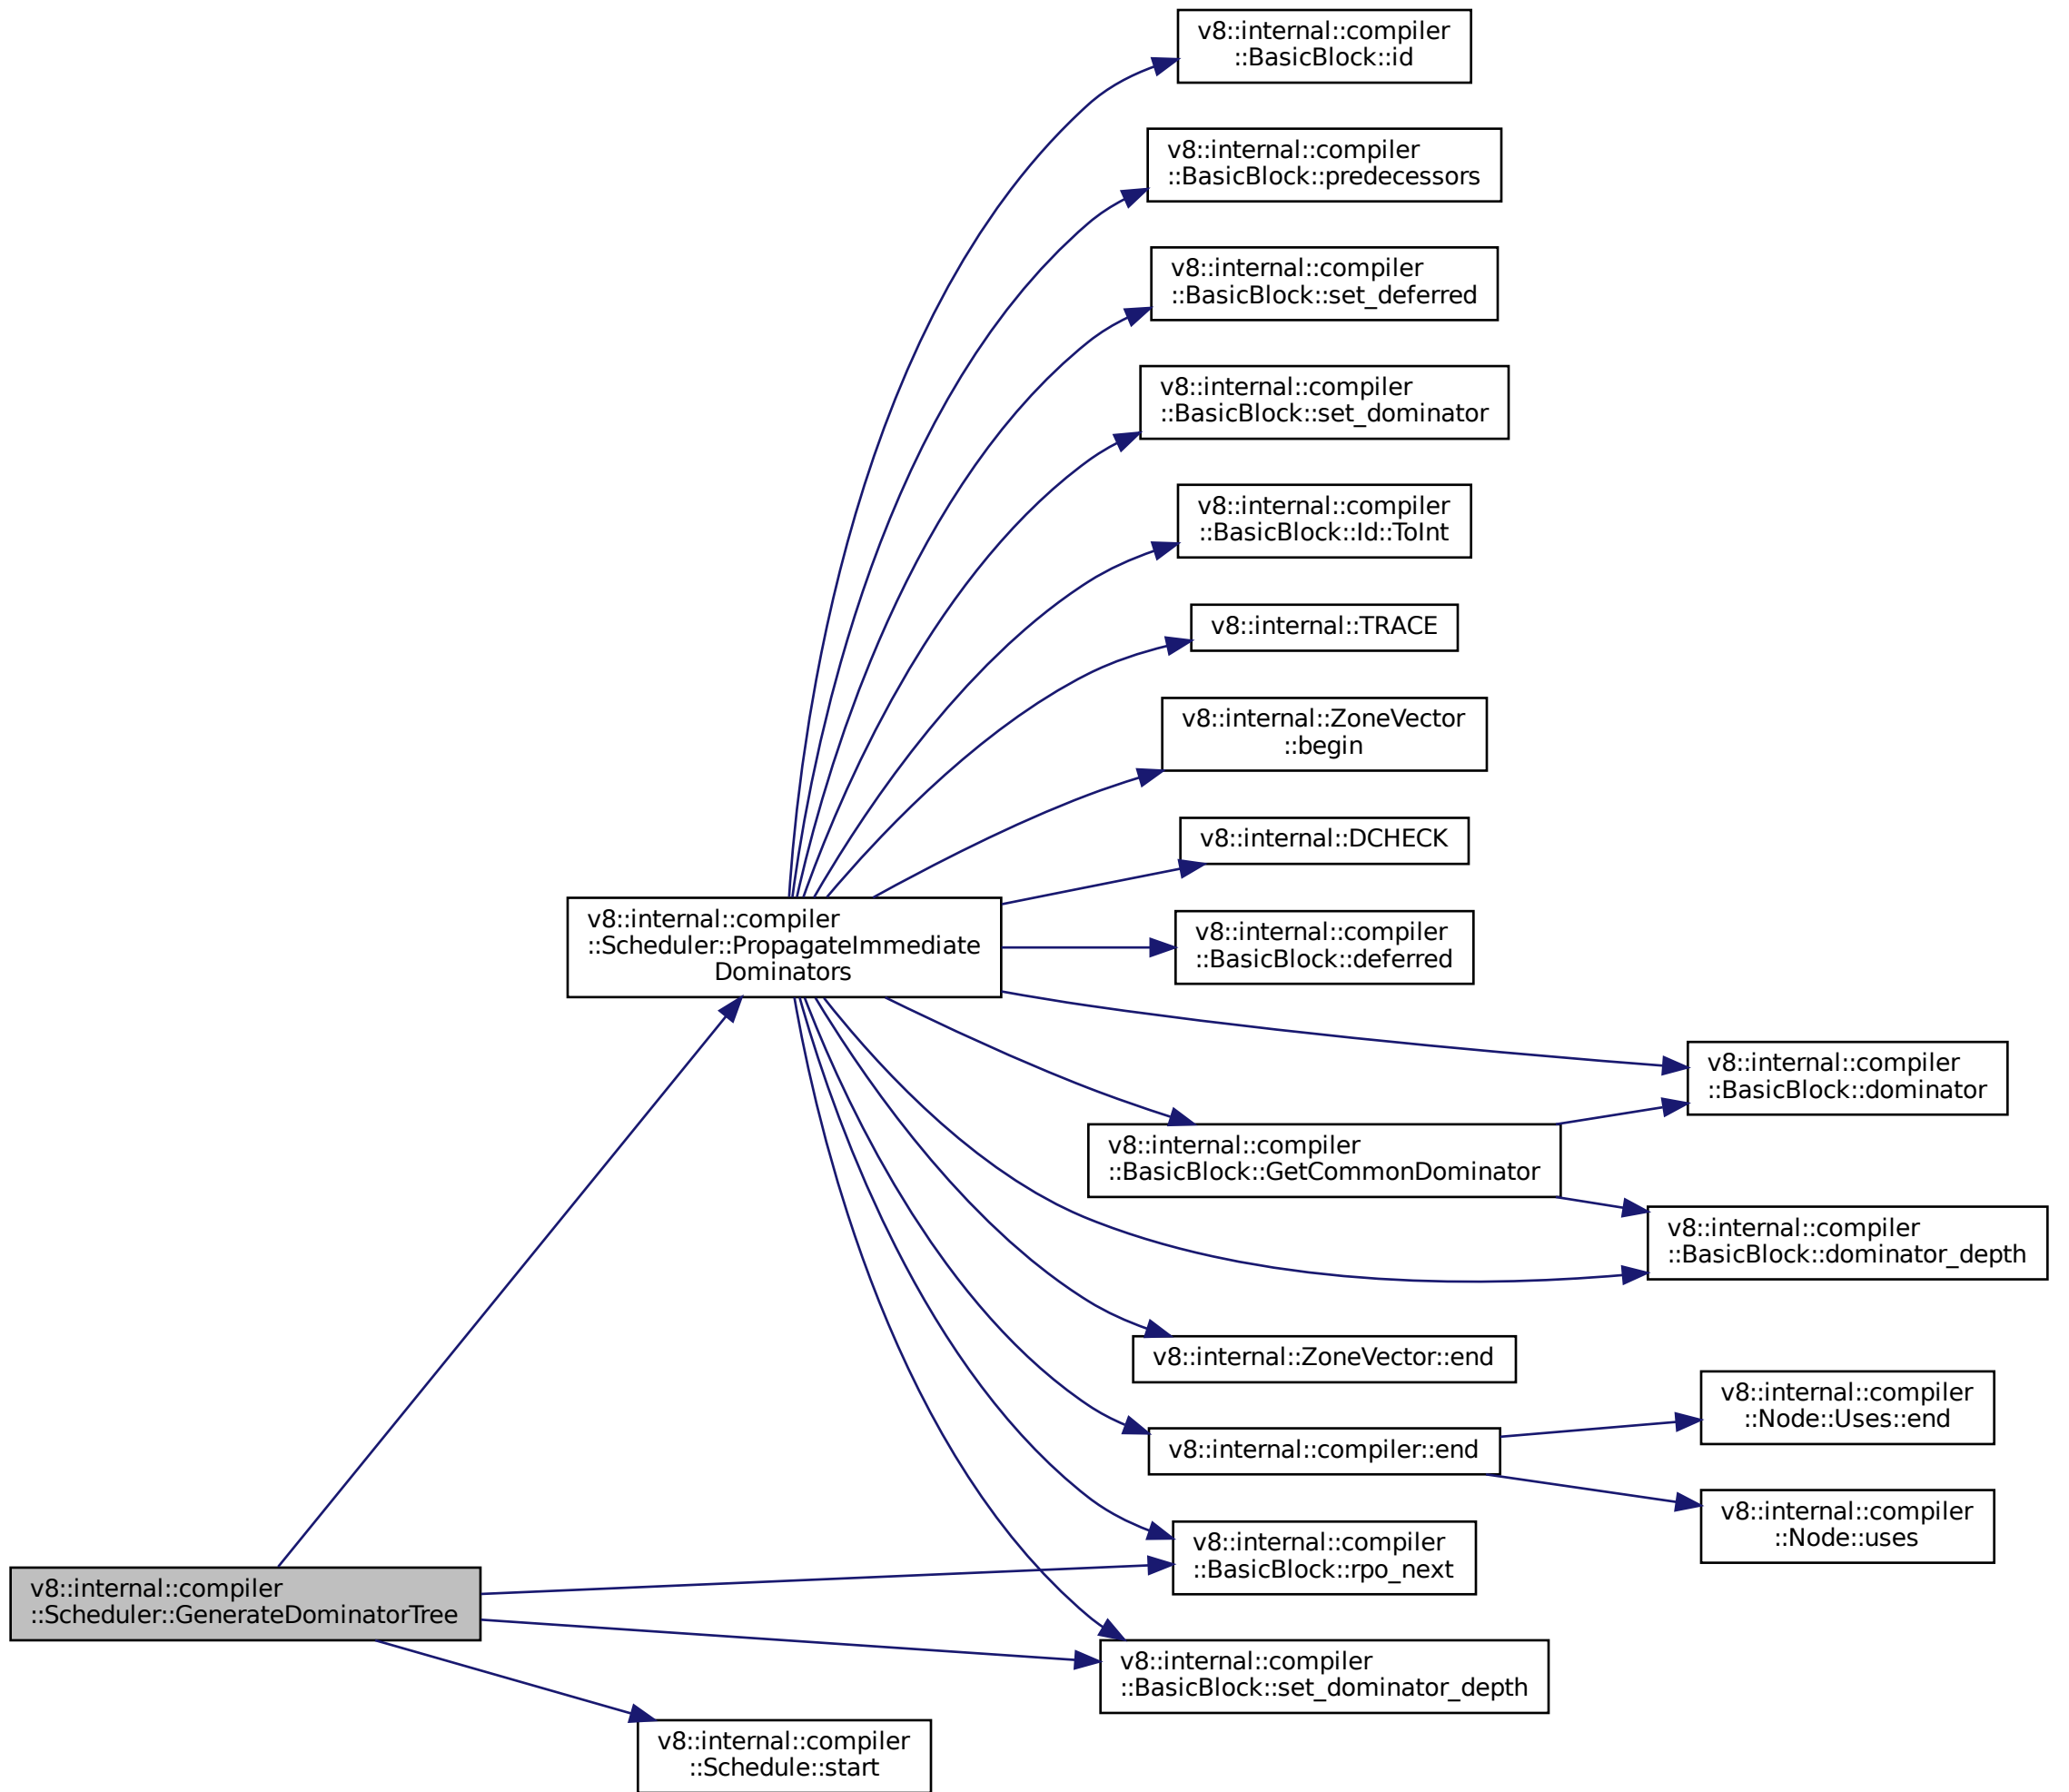 v8::internal::compiler
::BasicBlock::id
v8::internal::compiler
::BasicBlock::predecessors
v8::internal::compiler
::BasicBlock::set_deferred
v8::internal::compiler
::BasicBlock::set_dominator
v8::internal::compiler
::BasicBlock::Id::ToInt
v8::internal::TRACE
v8::internal::ZoneVector
::begin
v8::internal::DCHECK
v8::internal::compiler
::Scheduler::PropagateImmediate
Dominators
v8::internal::compiler
::BasicBlock::deferred
v8::internal::compiler
::BasicBlock::dominator
v8::internal::compiler
::BasicBlock::GetCommonDominator
v8::internal::compiler
::BasicBlock::dominator_depth
v8::internal::ZoneVector::end
v8::internal::compiler
::Node::Uses::end
v8::internal::compiler::end
v8::internal::compiler
::Node::uses
v8::internal::compiler
::BasicBlock::rpo_next
v8::internal::compiler
::Scheduler::GenerateDominatorTree
v8::internal::compiler
::BasicBlock::set_dominator_depth
v8::internal::compiler
::Schedule::start